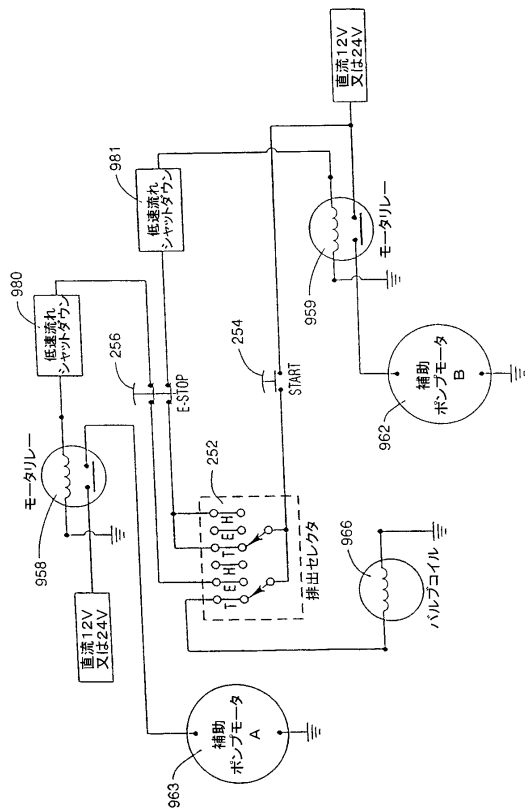 980
低速流れ
シャットダウン
981
低速流れ
シャットダウン
256
E-STOP
モータリレー
958
直流12V
又は24V
254
START
直流12V
又は24V
959
モータリレー
252
T E H T E H
排出セレクタ
補助
ポンプモータ
A
963
966
バルブコイル
補助
ポンプモータ
B
962